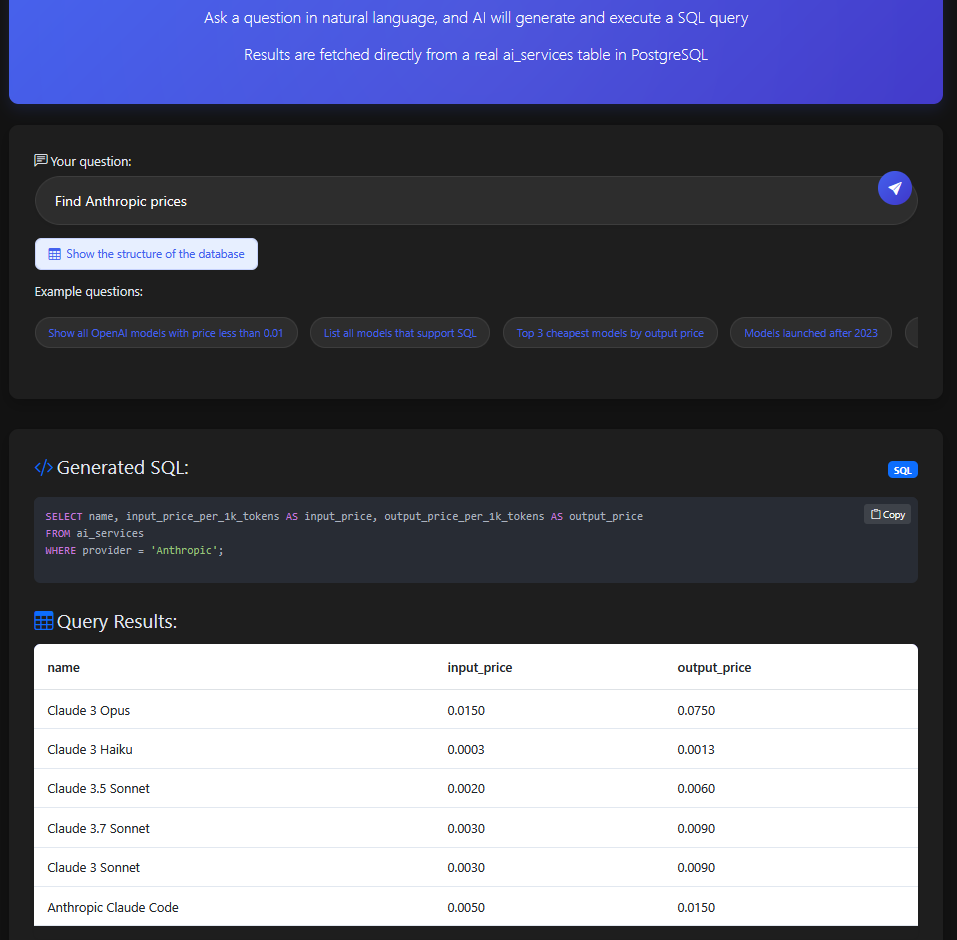 Ask a question in natural language, and AI will generate and execute a SQL query
Results are fetched directly from a real ai_services table in PostgreSQL
Your question:
Find Anthropic prices
Show the structure of the database
Example questions:
Show all OpenAI models with price less than 0.01
List all models that support SQL
Top 3 cheapest models by output price
Models launched after 2023
Generated SQL:
SQL
SELECT name, input_price_per_1k_tokens AS input_price, output_price_per_1k_tokens AS output_price
Copy
FROM ai_services
WHERE provider = 'Anthropic';
Query Results:
name input_price output_price
Claude 3 Opus 0.0150 0.0750
Claude 3 Haiku 0.0003 0.0013
Claude 3.5 Sonnet 0.0020 0.0060
Claude 3.7 Sonnet 0.0030 0.0090
Claude 3 Sonnet 0.0030 0.0090
Anthropic Claude Code 0.0050 0.0150